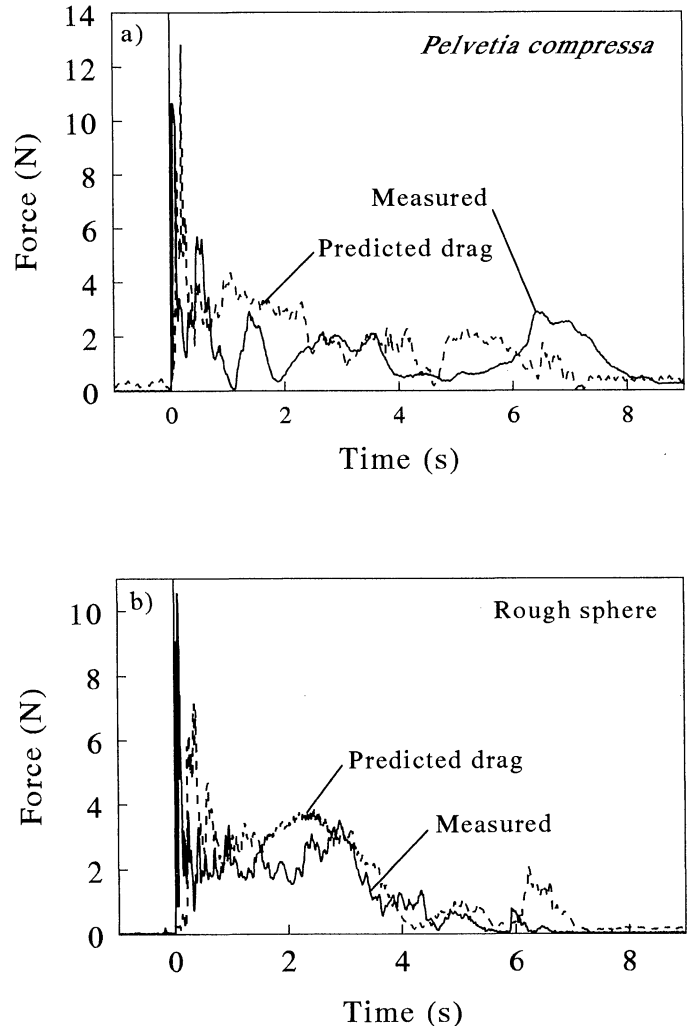 14
a)
Pelvetia compressa
12
10
8
Measured
6
Predicted drag
4
2
0
0 2 4 6 8
Force (N)
Time (s)
b)
Rough sphere
10
8
6
Predicted drag
4
Measured
2
0
0 2 4 6 8
Force (N)
Time (s)